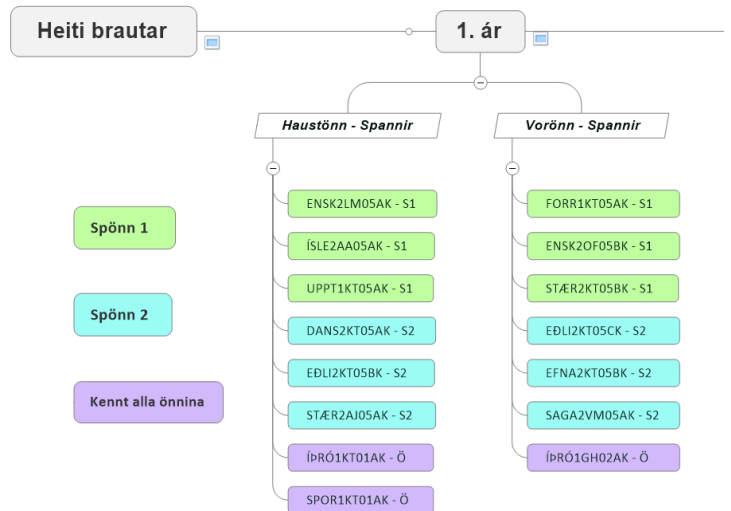 Heiti brautar
1. ár
Haustönn - Spannir
Vorönn - Spannir
Spönn 1
Spönn 2
Kennt alla önnina
ENSK2LM05AK - S1
ÍSLE2AA05AK - S1
UPPT1KT05AK - S1
DANS2KT05AK - S2
EÐLI2KT05BK - S2
STÆR2AJ05AK - S2
ÍÞRÓ1KT01AK - Ö
SPOR1KT01AK - Ö
FORR1KT05AK - S1
ENSK2OF05BK - S1
STÆR2KT05BK - S1
EÐLI2KT05CK - S2
EFNA2KT05BK - S2
SAGA2VM05AK - S2
ÍÞRÓ1GH02AK - Ö